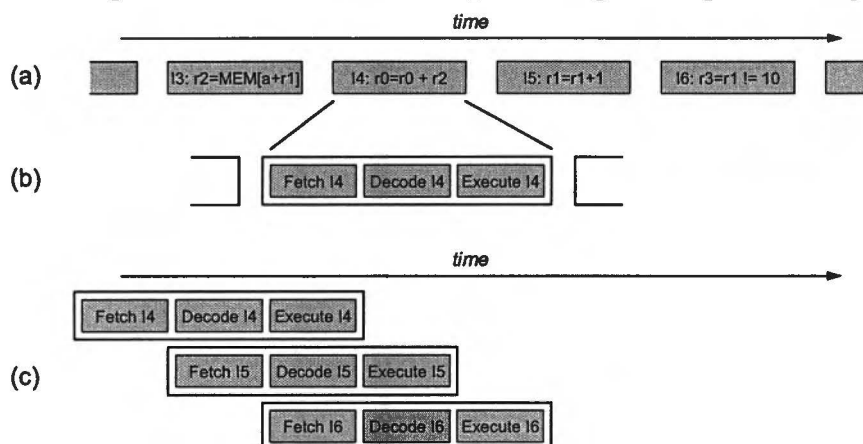 time
(a)
I3: r2=MEM[a+r1]
I4: r0=r0 + r2
I5: r1=r1+1
I6: r3=r1 != 10
(b)
Fetch I4
Decode I4
Execute I4
time
Fetch I4
Decode I4
Execute I4
(c)
Fetch I5
Decode I5
Execute I5
Fetch I6
Decode I6
Execute I6